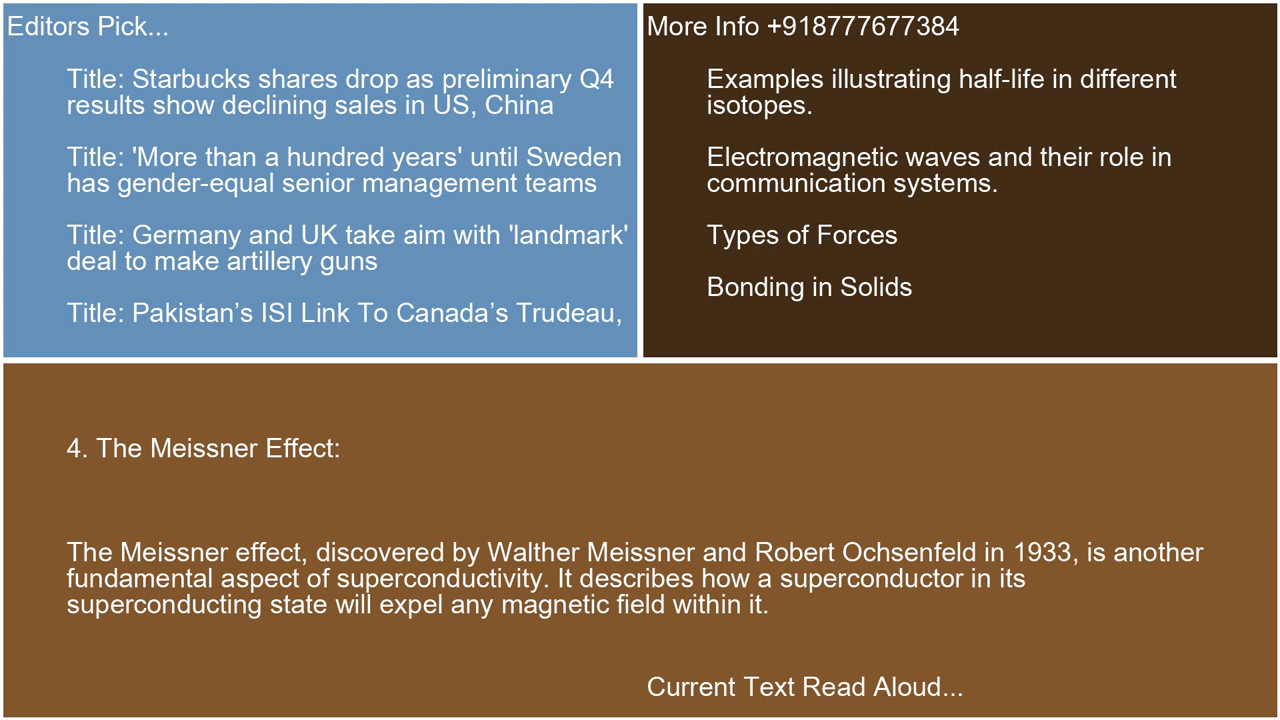 Editors Pick...
Title: Starbucks shares drop as preliminary Q4
results show declining sales in US, China
Title: 'More than a hundred years' until Sweden
has gender-equal senior management teams
Title: Germany and UK take aim with 'landmark'
deal to make artillery guns
Title: Pakistan’s ISI Link To Canada’s Trudeau,
More Info +918777677384
Examples illustrating half-life in different
isotopes.
Electromagnetic waves and their role in
communication systems.
Types of Forces
Bonding in Solids
4. The Meissner Effect:
The Meissner effect, discovered by Walther Meissner and Robert Ochsenfeld in 1933, is another
fundamental aspect of superconductivity. It describes how a superconductor in its
superconducting state will expel any magnetic field within it.
Current Text Read Aloud...